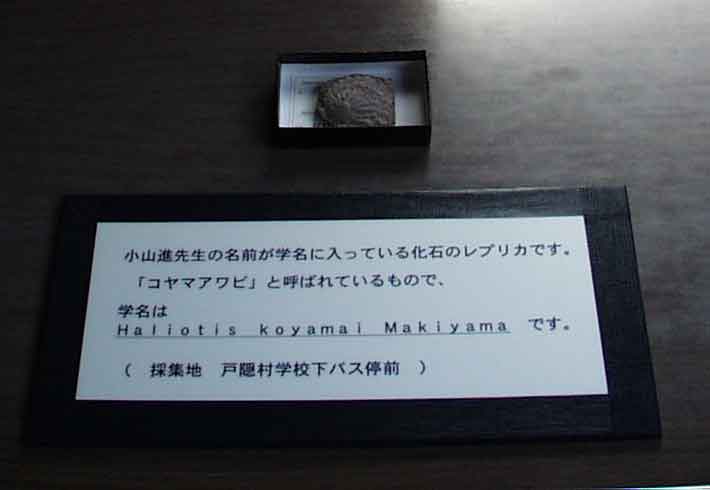 小山進先生の名前が学名に入っている化石のレプリカです。
「コヤマアワビ」と呼ばれているもので、
学名は
Haliotis koyamai Makiyama です。
( 採集地 戸隠村学校下バス停前 )